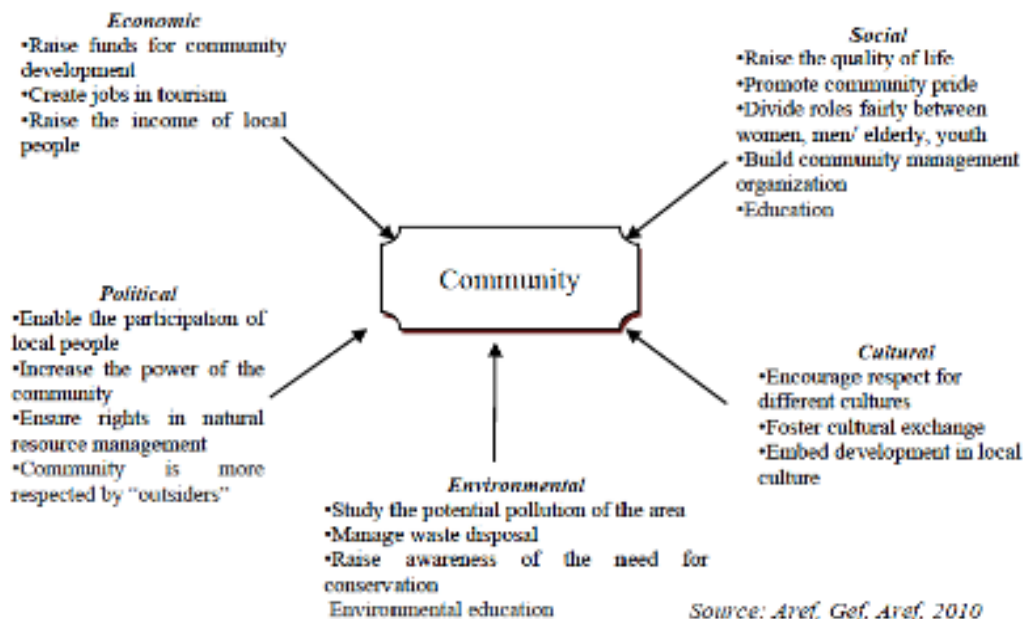 Economic
•Raise funds for community
development
•Create jobs in tourism
•Raise the income of local
people
Social
•Raise the quality of life
•Promote community pride
•Divide roles fairly between
women, men/ elderly, youth
•Build community management
organization
•Education
Community
Political
•Enable the participation of
local people
•Increase the power of the
community
•Ensure rights in natural
resource management
•Community is more
respected by “outsiders”
Cultural
•Encourage respect for
different cultures
•Foster cultural exchange
•Embed development in local
culture
Environmental
•Study the potential pollution of the area
•Manage waste disposal
•Raise awareness of the need for
conservation
Environmental education
Source: Aref, Gef, Aref, 2010